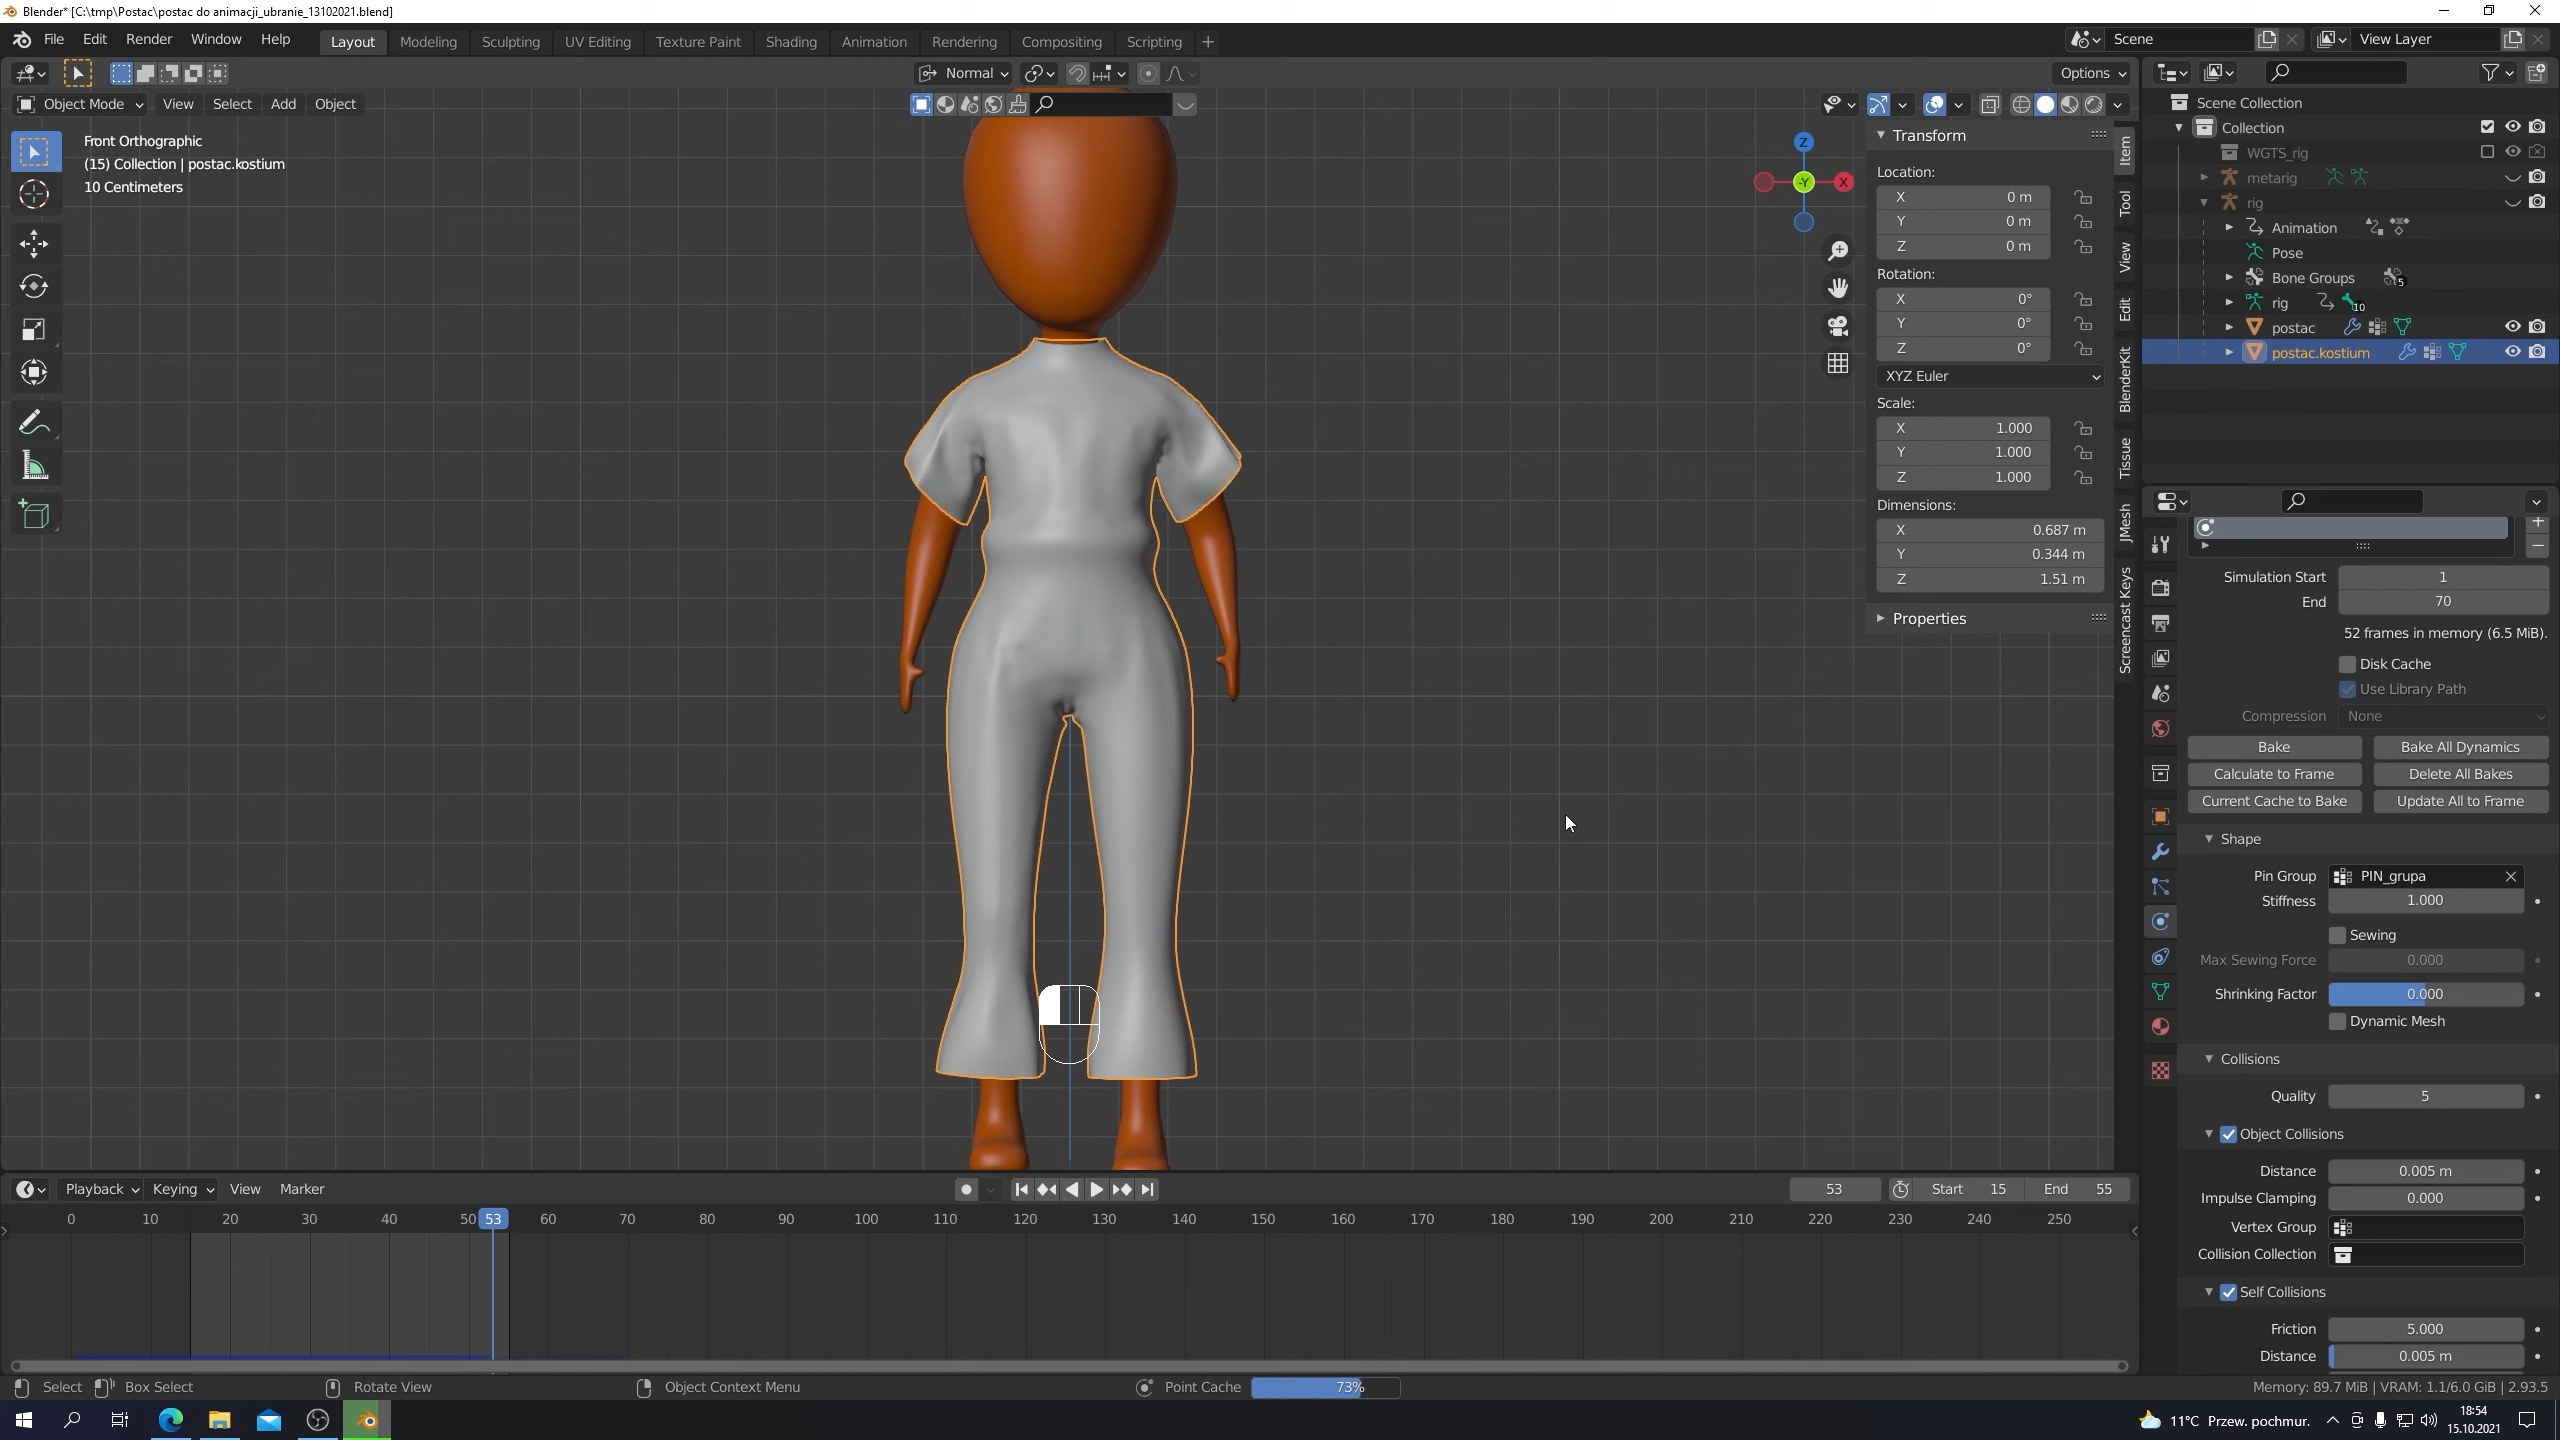 Blender* [C:\tmp\Postac\postac do animacji_ubranie_13102021.blend]
File Edit Render Window Help Layout Modeling Sculpting UV Editing Texture Paint Shading Animation Rendering Compositing Scripting + Scene View Layer
Normal Options
Object Mode View Select Add Object
Front Orthographic
(15) Collection | postac.kostium
10 Centimeters
Z
-Y
X
Transform
Location:
X 0 m
Y 0 m
Z 0 m
Rotation:
X 0°
Y 0°
Z 0°
XYZ Euler
Scale:
X 1.000
Y 1.000
Z 1.000
Dimensions:
X 0.687 m
Y 0.344 m
Z 1.51 m
Properties
Item
Tool
View
Edit
BlenderKit
Tissue
JMesh
Screencast Keys
Scene Collection
Collection
WGTS_rig
metarig
rig
Animation
Pose
Bone Groups 5
rig 10
postac
postac.kostium
Simulation Start 1
End 70
52 frames in memory (6.5 MiB).
Disk Cache
Use Library Path
Compression None
Bake Bake All Dynamics
Calculate to Frame Delete All Bakes
Current Cache to Bake Update All to Frame
Shape
Pin Group PIN_grupa
Stiffness 1.000
Sewing
Max Sewing Force 0.000
Shrinking Factor 0.000
Dynamic Mesh
Collisions
Quality 5
Object Collisions
Distance 0.005 m
Impulse Clamping 0.000
Vertex Group
Collision Collection
Self Collisions
Friction 5.000
Distance 0.005 m
Playback Keying View Marker 53 Start 15 End 55
0 10 20 30 40 50 53 60 70 80 90 100 110 120 130 140 150 160 170 180 190 200 210 220 230 240 250
Select Box Select Rotate View Object Context Menu Point Cache 73% Memory: 89.7 MiB | VRAM: 1.1/6.0 GiB | 2.93.5
11°C Przew. pochmur. 18:54
15.10.2021